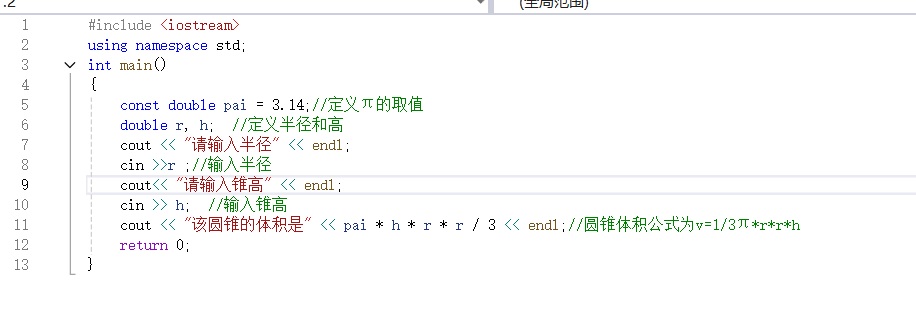 .2 (全局范围)
1 #include <iostream>
2 using namespace std;
3 int main()
4 {
5 const double pai = 3.14;//定义π的取值
6 double r, h;  //定义半径和高
7 cout << "请输入半径" << endl;
8 cin >>r ;//输入半径
9 cout<< "请输入锥高" << endl;
10 cin >> h;  //输入锥高
11 cout << "该圆锥的体积是" << pai * h * r * r / 3 << endl;//圆锥体积公式为v=1/3π*r*r*h
12 return 0;
13 }